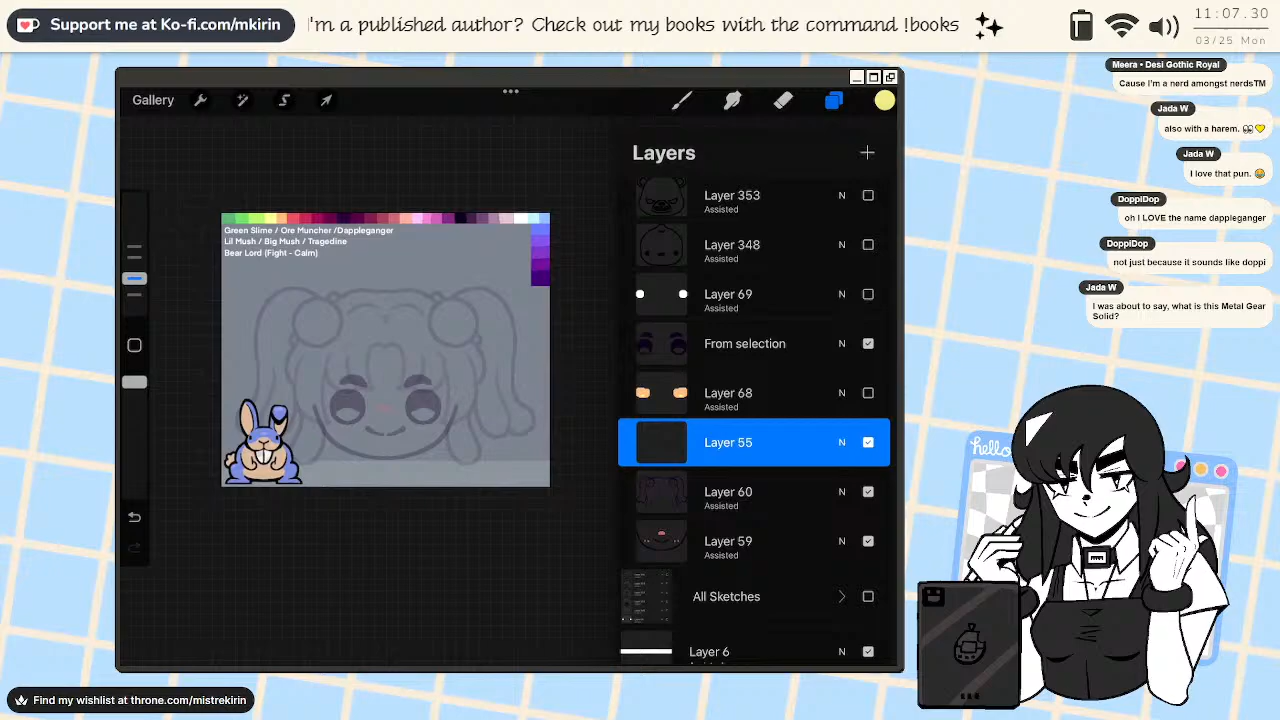 Support me at Ko-fi.com/mkirin
I'm a published author? Check out my books with the command !books
11:07.30
03/25 Mon
Gallery
Layers
Layer 353
N
Assisted
Layer 348
N
Assisted
Layer 69
N
Assisted
From selection
N
Layer 68
N
Assisted
Layer 55
N
Layer 60
N
Assisted
Layer 59
N
Assisted
All Sketches
Layer 6
N
Green Slime / Ore Muncher /Dappleganger
Lil Mush / Big Mush / Tragedine
Bear Lord (Fight - Calm)
Meera • Desi Gothic Royal
Cause I'm a nerd amongst nerdsTM
Jada W
also with a harem. 👀💛
Jada W
I love that pun. 😄
DoppiDop
oh I LOVE the name dappleganger
DoppiDop
not just because it sounds like doppi
Jada W
I was about to say, what is this Metal Gear
Solid?
hello
Find my wishlist at throne.com/mistrekirin